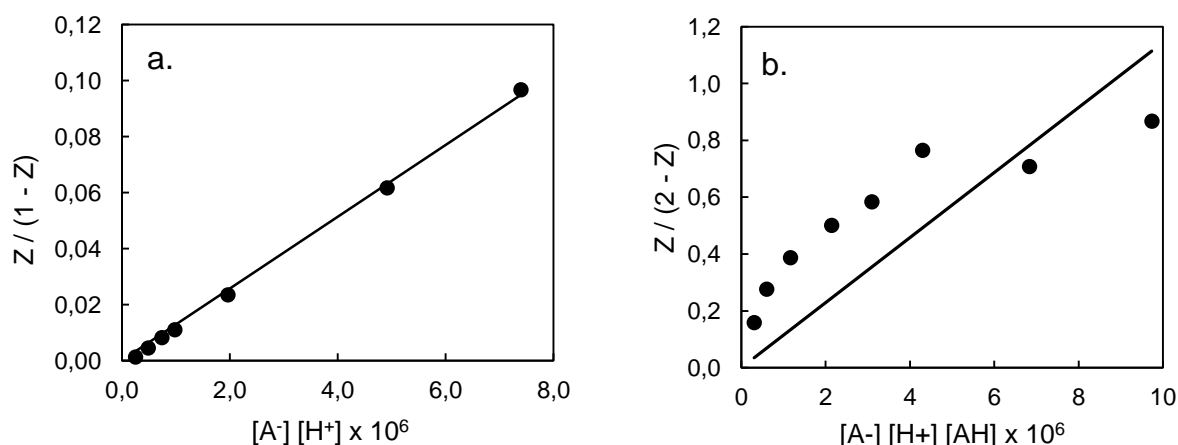 a.
Z / (1 - Z)
0,12
0,10
0,08
0,06
0,04
0,02
0,00
0,0 2,0 4,0 6,0 8,0
[A⁻] [H⁺] x 10⁶
b.
Z / (2 - Z)
1,2
1,0
0,8
0,6
0,4
0,2
0,0
0 2 4 6 8 10
[A-] [H+] [AH] x 10⁶